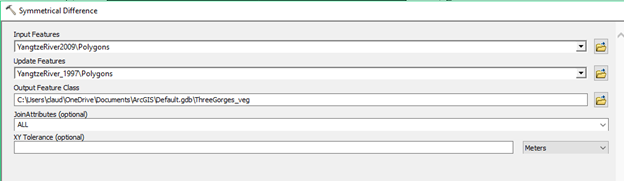 Symmetrical Difference
Input Features
YangtzeRiver2009\Polygons
Update Features
YangtzeRiver_1997\Polygons
Output Feature Class
C:\Users\claud\OneDrive\Documents\ArcGIS\Default.gdb\ThreeGorges_veg
JoinAttributes (optional)
ALL
XY Tolerance (optional)
Meters